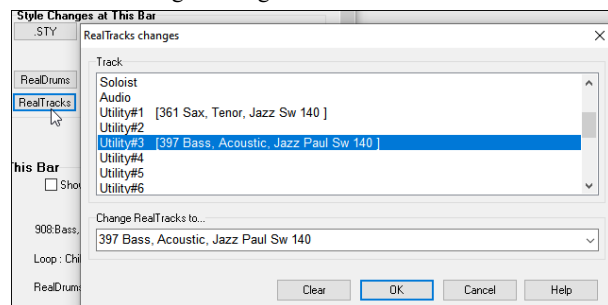 Style Changes at This Bar
.STY
RealDrums
RealTracks
This Bar
Sho
908:Bass,
Loop : Chi
RealDrum
RealTracks changes
Track
Soloist
Audio
Utility#1 [361 Sax, Tenor, Jazz Sw 140 ]
Utility#2
Utility#3 [397 Bass, Acoustic, Jazz Paul Sw 140 ]
Utility#4
Utility#5
Utility#6
Change RealTracks to...
397 Bass, Acoustic, Jazz Paul Sw 140
Clear
OK
Cancel
Help